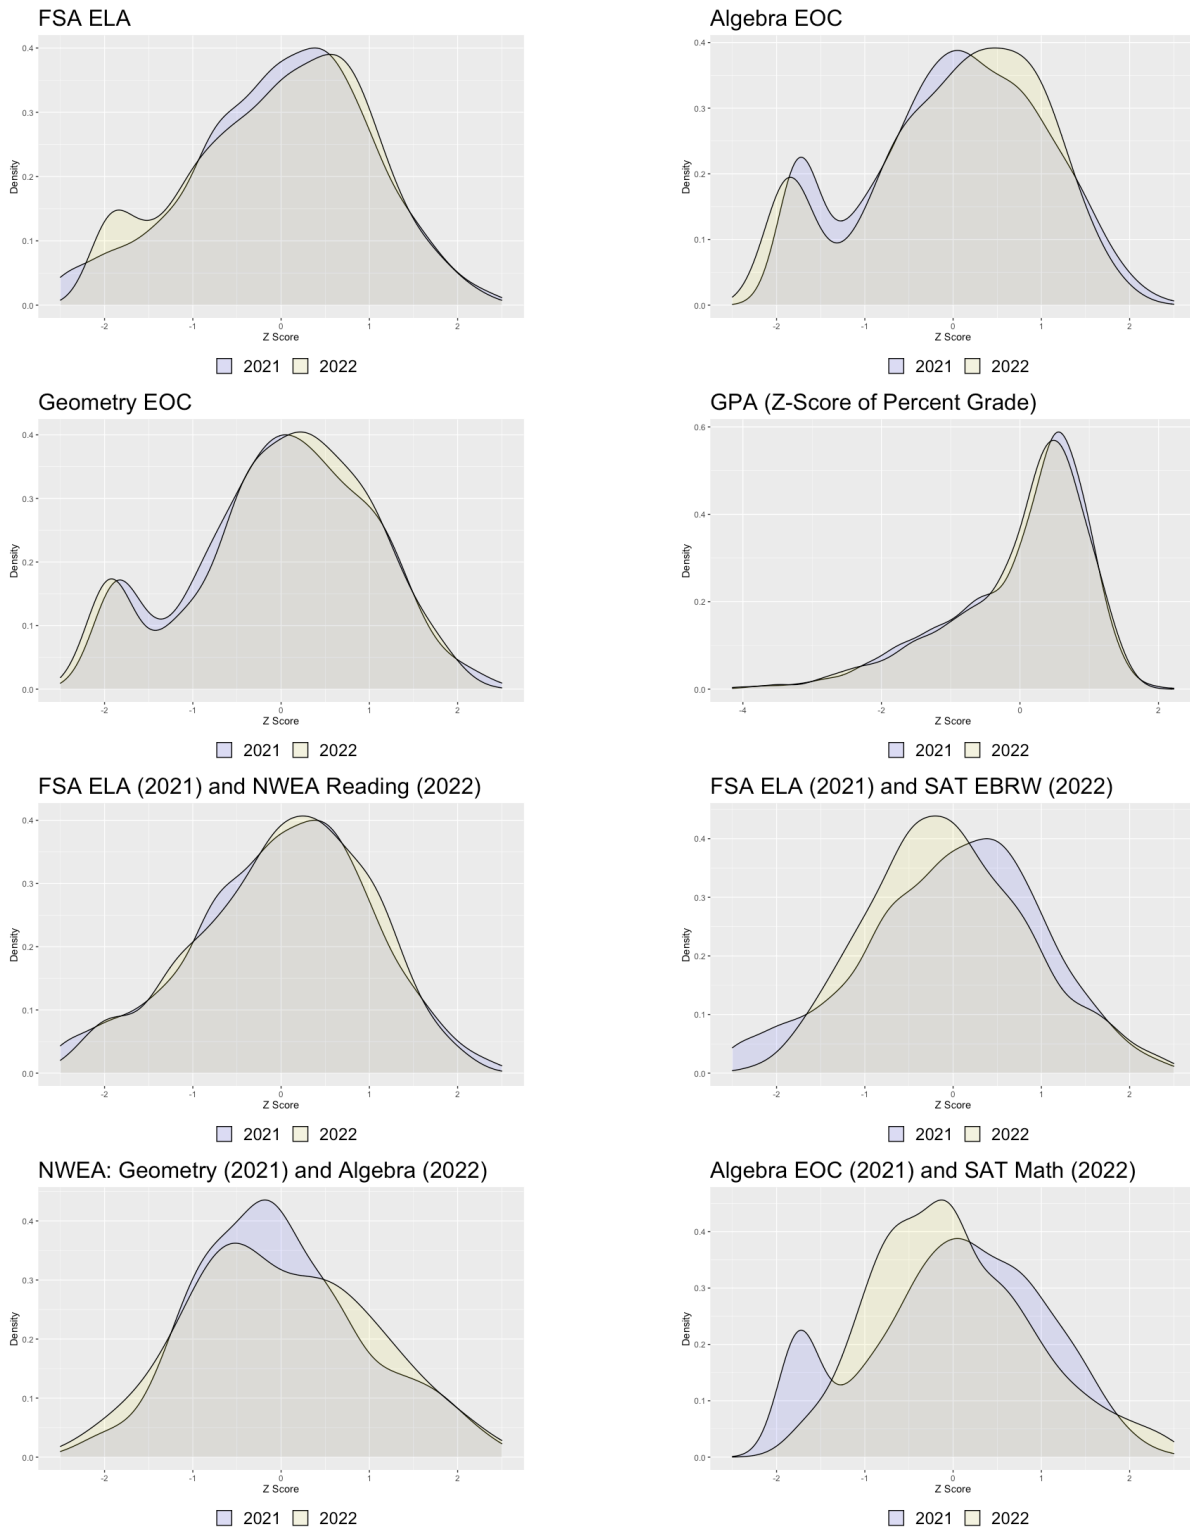 FSA ELA
Density
0.4
0.3
0.2
0.1
0.0
-2 -1 0 1 2
Z Score
2021 2022
Algebra EOC
Density
0.4
0.3
0.2
0.1
0.0
-2 -1 0 1 2
Z Score
2021 2022
Geometry EOC
Density
0.4
0.3
0.2
0.1
0.0
-2 -1 0 1 2
Z Score
2021 2022
GPA (Z-Score of Percent Grade)
Density
0.6
0.4
0.2
0.0
-4 -2 0 2
Z Score
2021 2022
FSA ELA (2021) and NWEA Reading (2022)
Density
0.4
0.3
0.2
0.1
0.0
-2 -1 0 1 2
Z Score
2021 2022
FSA ELA (2021) and SAT EBRW (2022)
Density
0.4
0.3
0.2
0.1
0.0
-2 -1 0 1 2
Z Score
2021 2022
NWEA: Geometry (2021) and Algebra (2022)
Density
0.4
0.3
0.2
0.1
0.0
-2 -1 0 1 2
Z Score
2021 2022
Algebra EOC (2021) and SAT Math (2022)
Density
0.4
0.3
0.2
0.1
0.0
-2 -1 0 1 2
Z Score
2021 2022